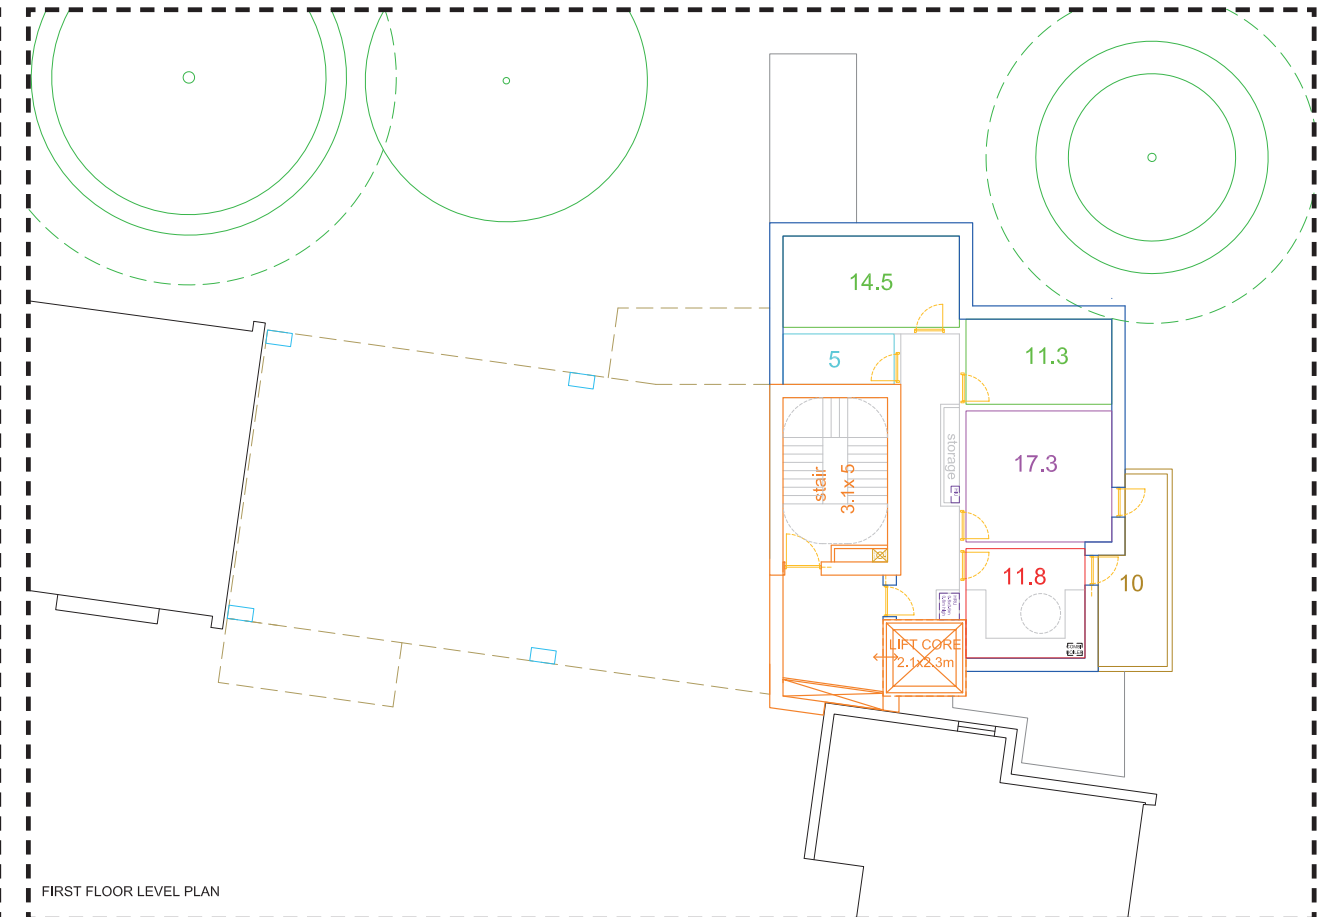 14.5
5
11.3
storage
17.3
stair
3.1x 5
11.8
10
LIFT CORE
2.1x2.3m
FIRST FLOOR LEVEL PLAN